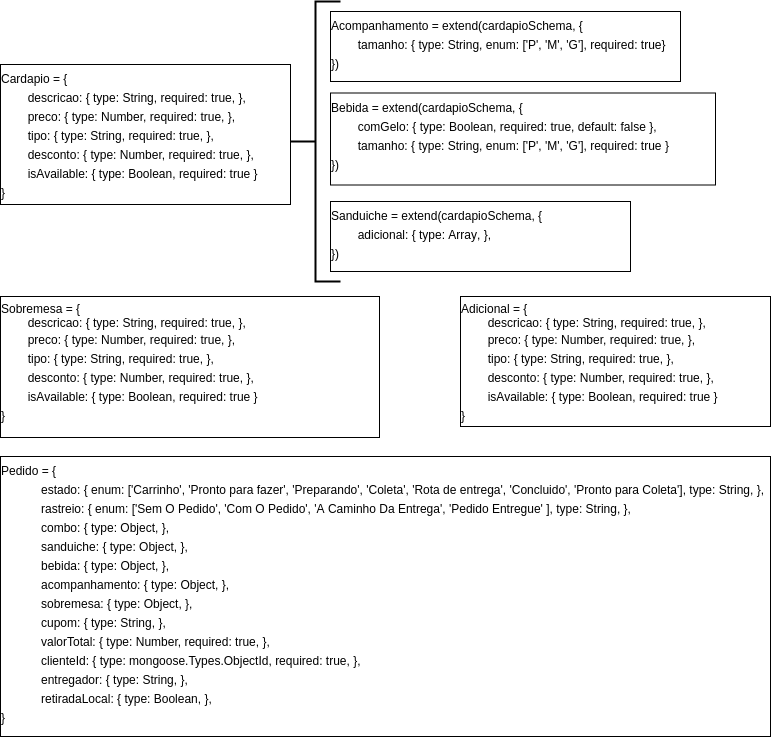 Cardapio = {
descricao: { type: String, required: true, },
preco: { type: Number, required: true, },
tipo: { type: String, required: true, },
desconto: { type: Number, required: true, },
isAvailable: { type: Boolean, required: true }
}
Acompanhamento = extend(cardapioSchema, {
tamanho: { type: String, enum: ['P', 'M', 'G'], required: true}
})
Bebida = extend(cardapioSchema, {
comGelo: { type: Boolean, required: true, default: false },
tamanho: { type: String, enum: ['P', 'M', 'G'], required: true }
})
Sanduiche = extend(cardapioSchema, {
adicional: { type: Array, },
})
Sobremesa = {
descricao: { type: String, required: true, },
preco: { type: Number, required: true, },
tipo: { type: String, required: true, },
desconto: { type: Number, required: true, },
isAvailable: { type: Boolean, required: true }
}
Adicional = {
descricao: { type: String, required: true, },
preco: { type: Number, required: true, },
tipo: { type: String, required: true, },
desconto: { type: Number, required: true, },
isAvailable: { type: Boolean, required: true }
}
Pedido = {
estado: { enum: ['Carrinho', 'Pronto para fazer', 'Preparando', 'Coleta', 'Rota de entrega', 'Concluido', 'Pronto para Coleta'], type: String, },
rastreio: { enum: ['Sem O Pedido', 'Com O Pedido', 'A Caminho Da Entrega', 'Pedido Entregue' ], type: String, },
combo: { type: Object, },
sanduiche: { type: Object, },
bebida: { type: Object, },
acompanhamento: { type: Object, },
sobremesa: { type: Object, },
cupom: { type: String, },
valorTotal: { type: Number, required: true, },
clienteId: { type: mongoose.Types.ObjectId, required: true, },
entregador: { type: String, },
retiradaLocal: { type: Boolean, },
}